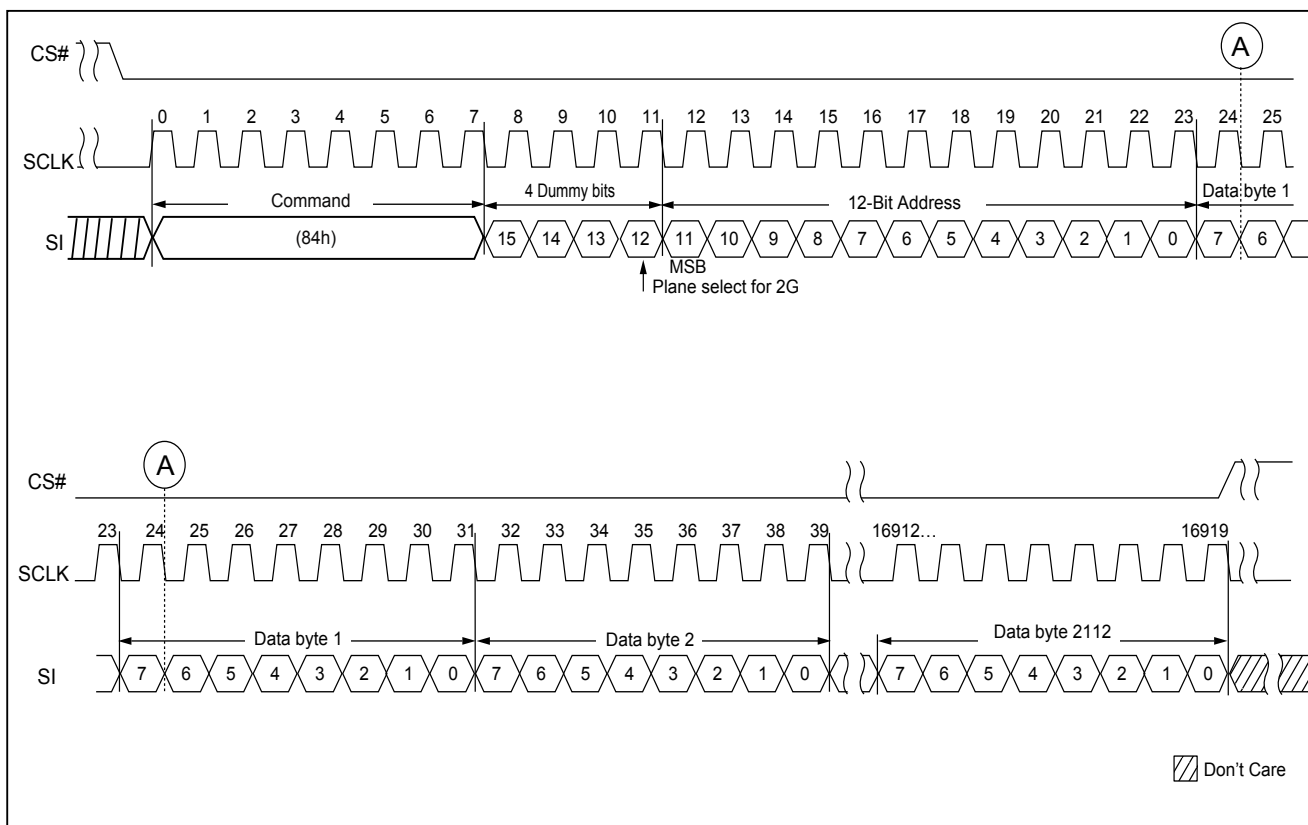 A
CS#
0 1 2 3 4 5 6 7 8 9 10 11 12 13 14 15 16 17 18 19 20 21 22 23 24 25
SCLK
Command 4 Dummy bits 12-Bit Address Data byte 1
SI (84h) 15 14 13 12 11 10 9 8 7 6 5 4 3 2 1 0 7 6
MSB
Plane select for 2G
A
CS#
23 24 25 26 27 28 29 30 31 32 33 34 35 36 37 38 39 16912... 16919
SCLK
Data byte 1 Data byte 2 Data byte 2112
SI 7 6 5 4 3 2 1 0 7 6 5 4 3 2 1 0 7 6 5 4 3 2 1 0
Don't Care